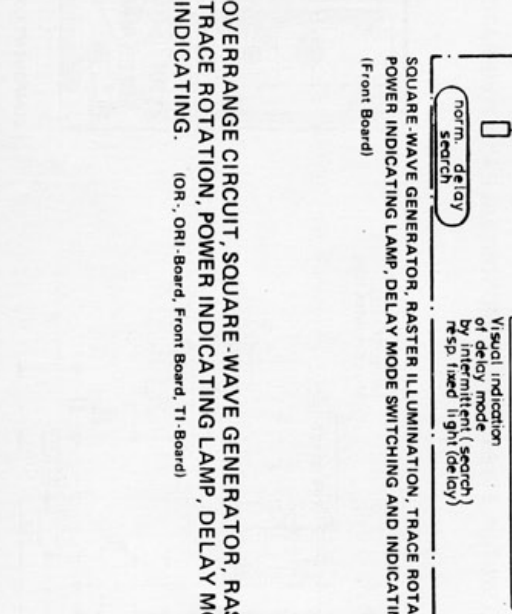 norm. delay
search
Visual indication
of delay mode
by intermittent (search)
resp. fixed light (delay)
SQUARE-WAVE GENERATOR, RASTER ILLUMINATION, TRACE ROTA
POWER INDICATING LAMP, DELAY MODE SWITCHING AND INDICATI
(Front Board)
OVERRANGE CIRCUIT, SQUARE-WAVE GENERATOR, RAS
TRACE ROTATION, POWER INDICATING LAMP, DELAY M
INDICATING. (OR-, ORI-Board, Front Board, TI-Board)